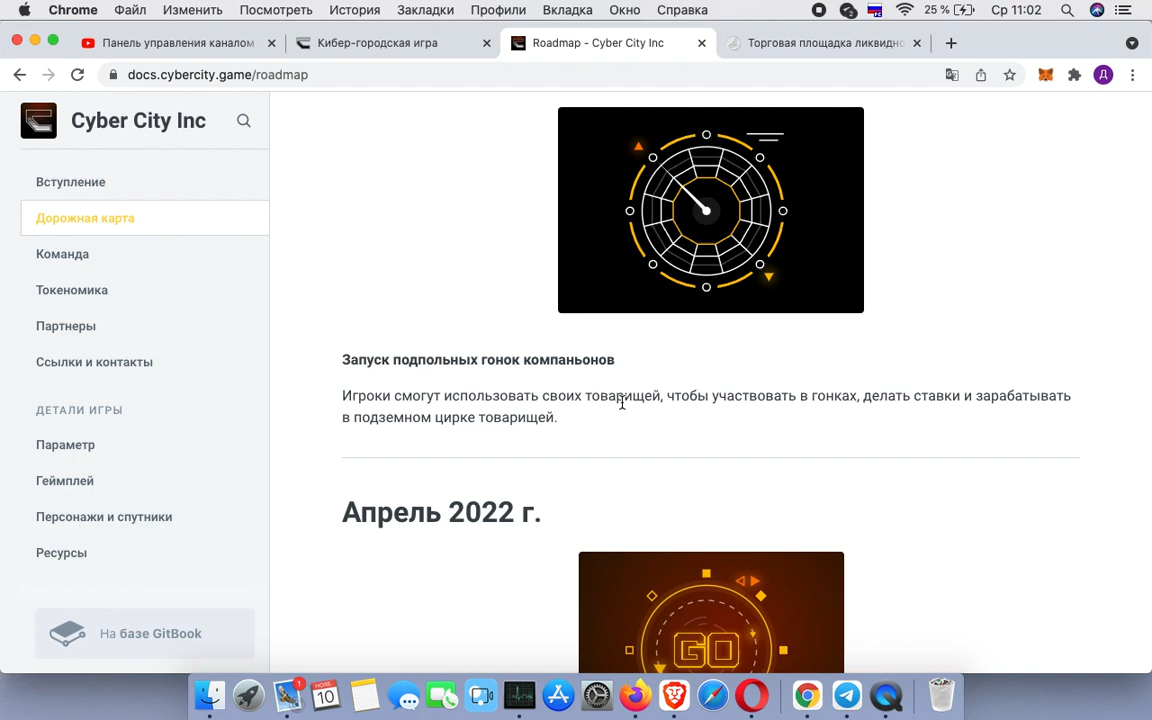 Chrome Файл Изменить Посмотреть История Закладки Профили Вкладка Окно Справка 25 % Ср 11:02
Панель управления каналом
Кибер-городская игра
Roadmap - Cyber City Inc
Торговая площадка ликвидно
docs.cybercity.game/roadmap
Д
Cyber City Inc
Вступление
Дорожная карта
Команда
Токеномика
Партнеры
Ссылки и контакты
ДЕТАЛИ ИГРЫ
Параметр
Геймплей
Персонажи и спутники
Ресурсы
На базе GitBook
Запуск подпольных гонок компаньонов
Игроки смогут использовать своих товарищей, чтобы участвовать в гонках, делать ставки и зарабатывать
в подземном цирке товарищей.
Апрель 2022 г.
GO
1
НОЯБ.
10